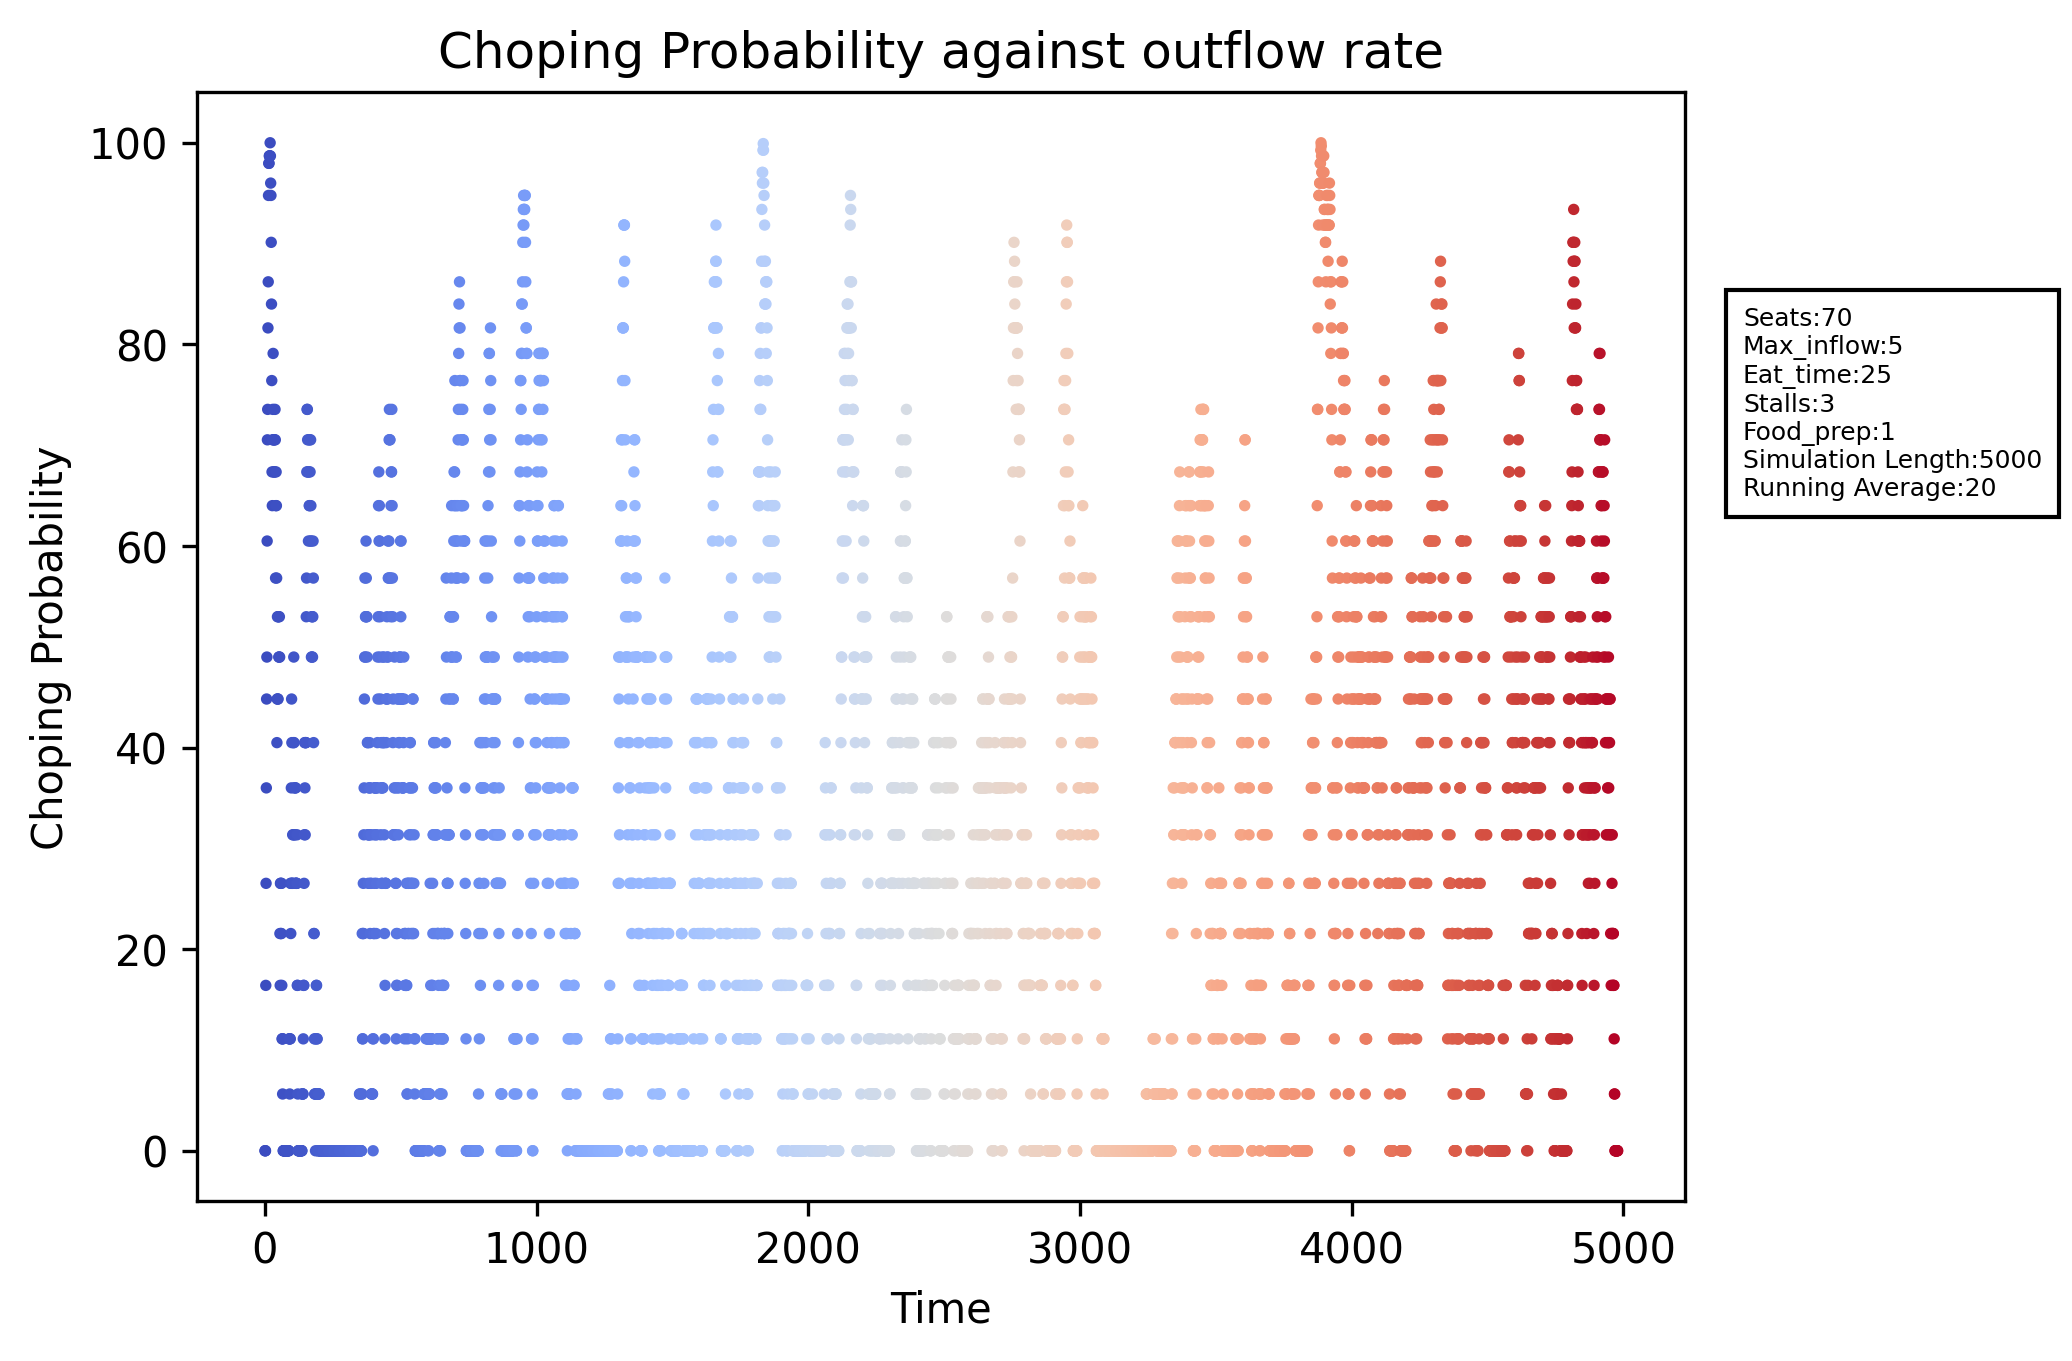 Choping Probability against outflow rate
100
80
60
40
20
0
Choping Probability
0 1000 2000 3000 4000 5000
Time
Seats:70
Max_inflow:5
Eat_time:25
Stalls:3
Food_prep:1
Simulation Length:5000
Running Average:20